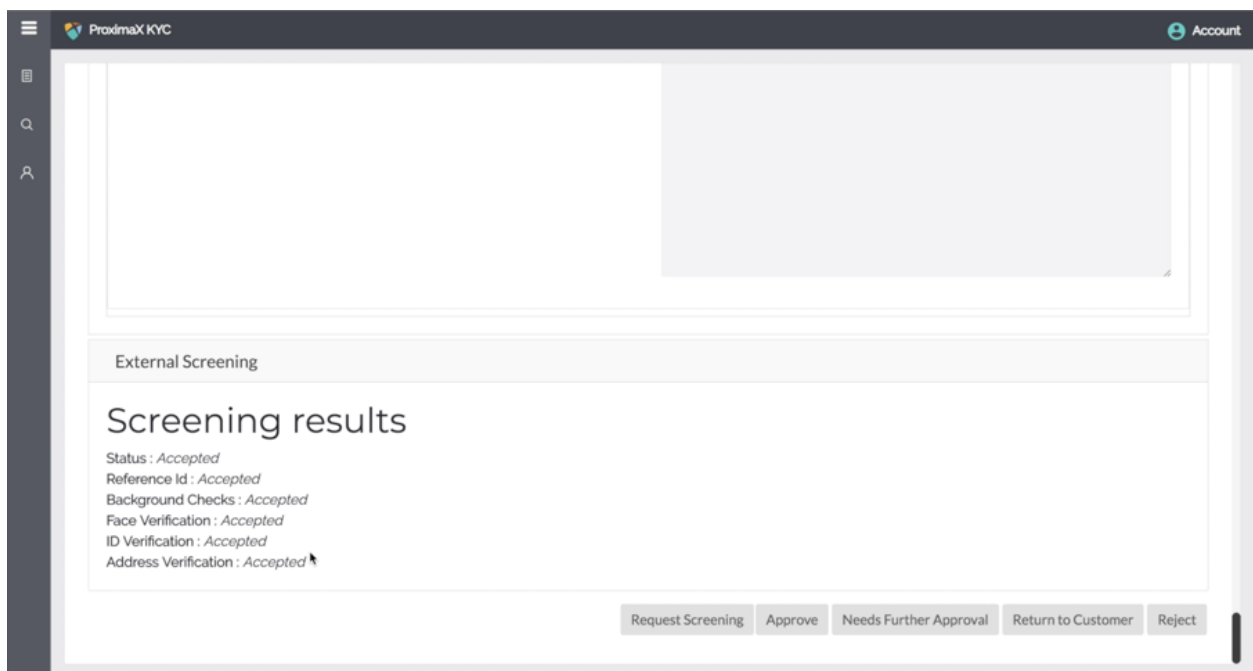 ProximaX KYC
Account
External Screening
Screening results
Status : Accepted
Reference Id : Accepted
Background Checks : Accepted
Face Verification : Accepted
ID Verification : Accepted
Address Verification : Accepted
Request Screening Approve Needs Further Approval Return to Customer Reject